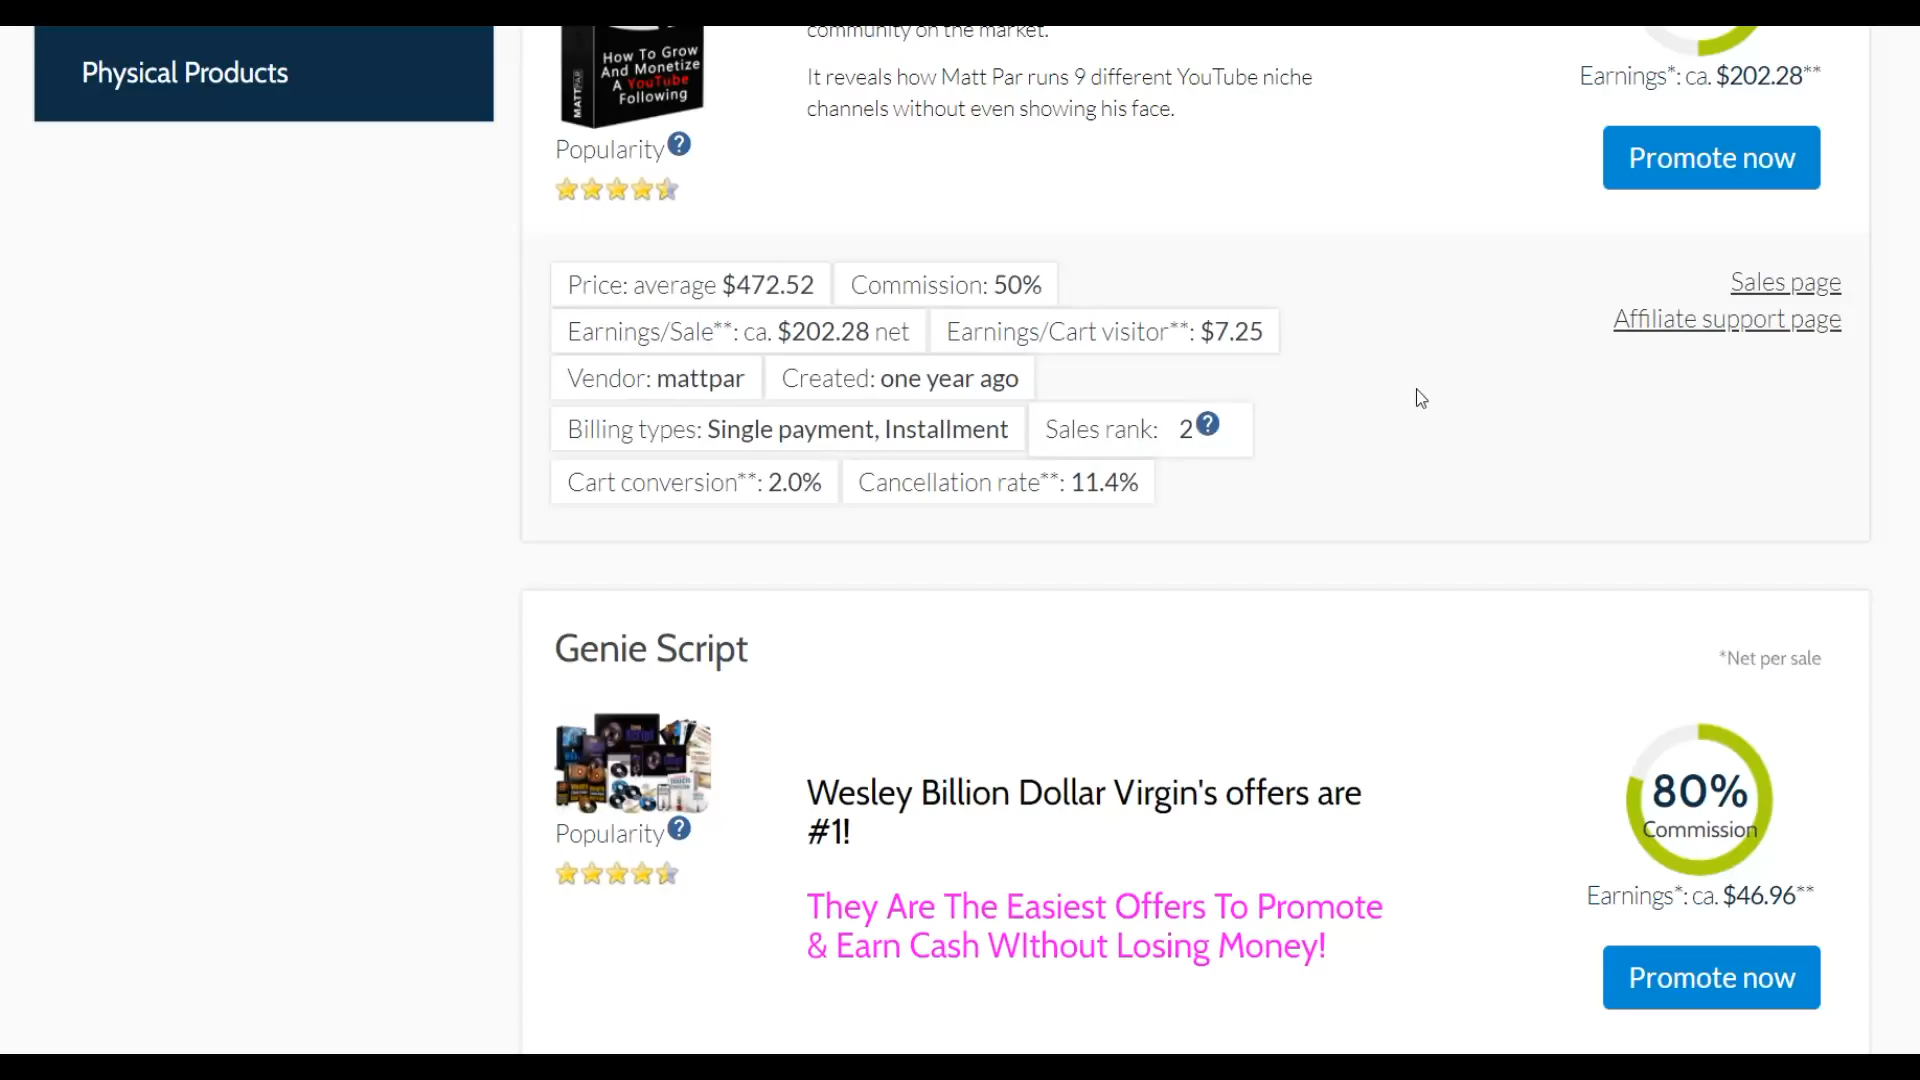 Physical Products
How To Grow
And Monetize
A YouTube
Following
MATTPAR
community on the market.
It reveals how Matt Par runs 9 different YouTube niche
channels without even showing his face.
Earnings*: ca. $202.28**
Promote now
Popularity ?
Price: average $472.52
Commission: 50%
Earnings/Sale**: ca. $202.28 net
Earnings/Cart visitor**: $7.25
Vendor: mattpar
Created: one year ago
Billing types: Single payment, Installment
Sales rank: 2 ?
Cart conversion**: 2.0%
Cancellation rate**: 11.4%
Sales page
Affiliate support page
Genie Script
*Net per sale
Popularity ?
Wesley Billion Dollar Virgin's offers are
#1!
They Are The Easiest Offers To Promote
& Earn Cash WIthout Losing Money!
80%
Commission
Earnings*: ca. $46.96**
Promote now